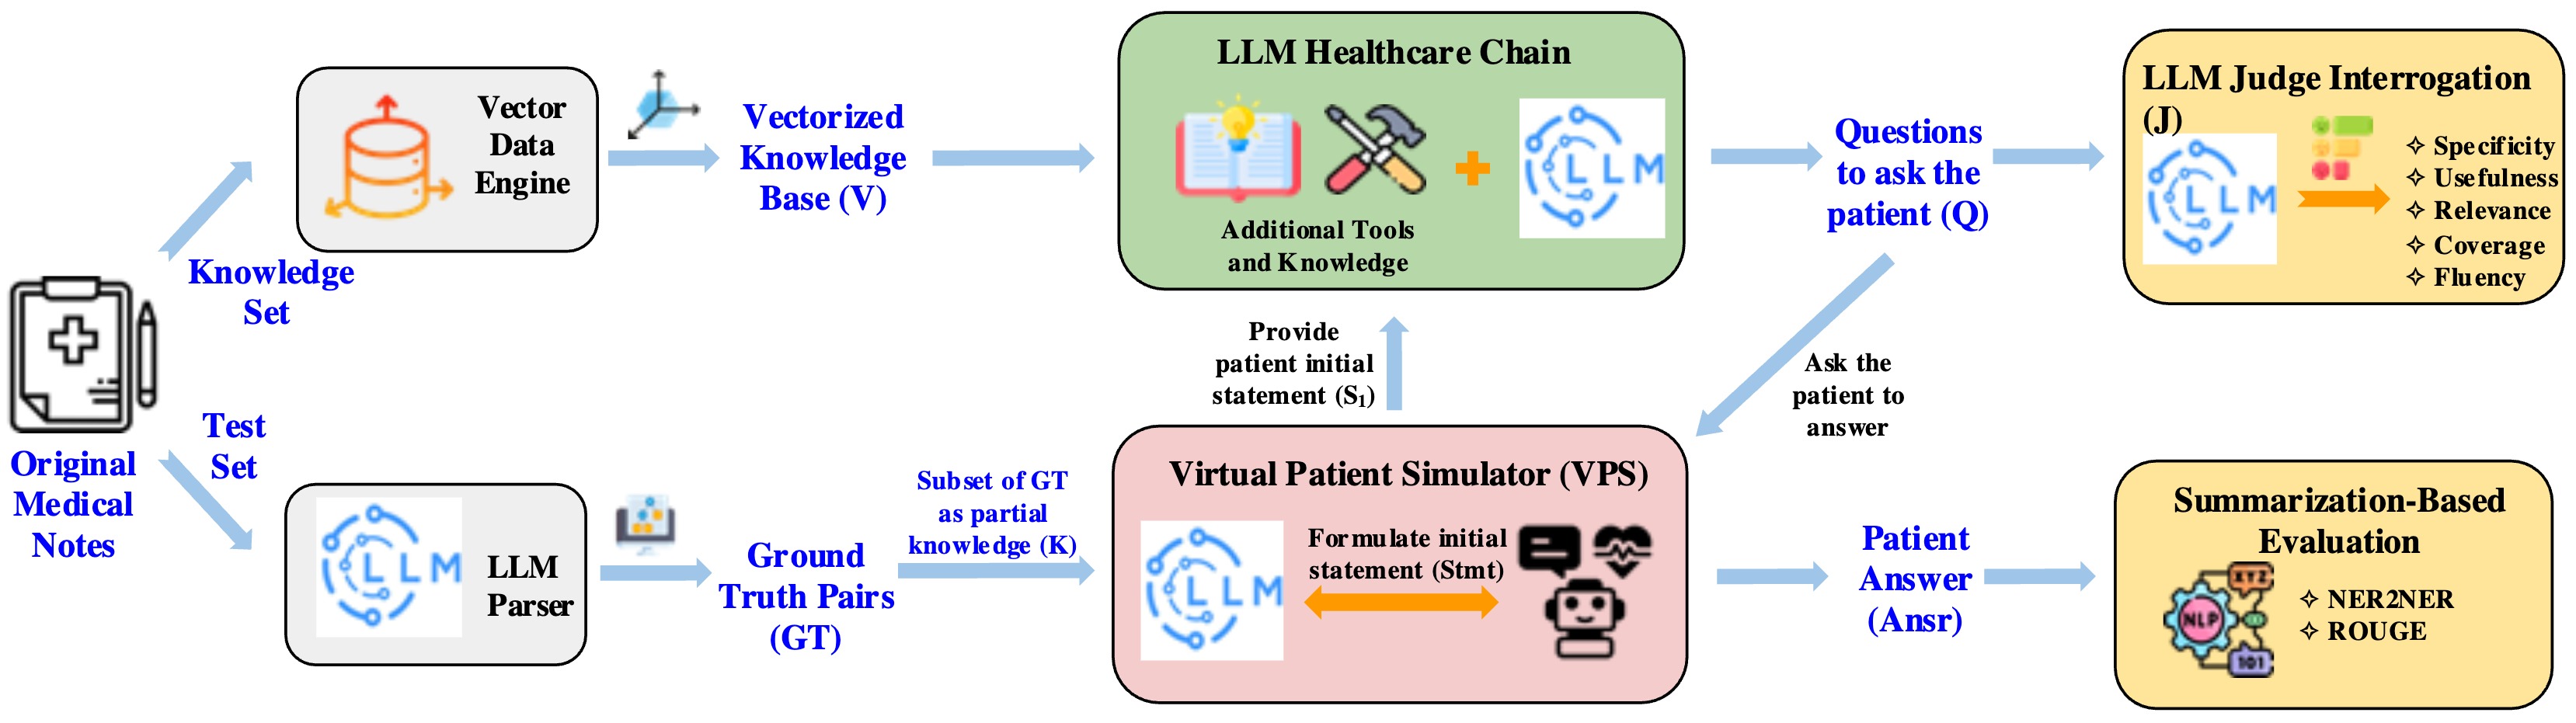 Original
Medical
Notes
Knowledge
Set
Test
Set
Vector
Data
Engine
Vectorized
Knowledge
Base (V)
LLM Healthcare Chain
Additional Tools
and Knowledge
LLM
Questions
to ask the
patient (Q)
LLM Judge Interrogation
(J)
LLM
✧ Specificity
✧ Usefulness
✧ Relevance
✧ Coverage
✧ Fluency
Provide
patient initial
statement (S₁)
Ask the
patient to
answer
LLM
LLM
Parser
Ground
Truth Pairs
(GT)
Subset of GT
as partial
knowledge (K)
Virtual Patient Simulator (VPS)
LLM
Formulate initial
statement (Stmt)
Patient
Answer
(Ansr)
Summarization-Based
Evaluation
XYZ
NLP
101
✧ NER2NER
✧ ROUGE